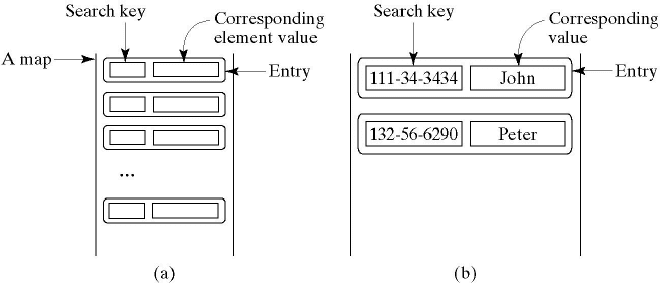 Search key
Corresponding
element value
A map
Entry
...
(a)
Search key
Corresponding
value
111-34-3434 John
Entry
132-56-6290 Peter
(b)